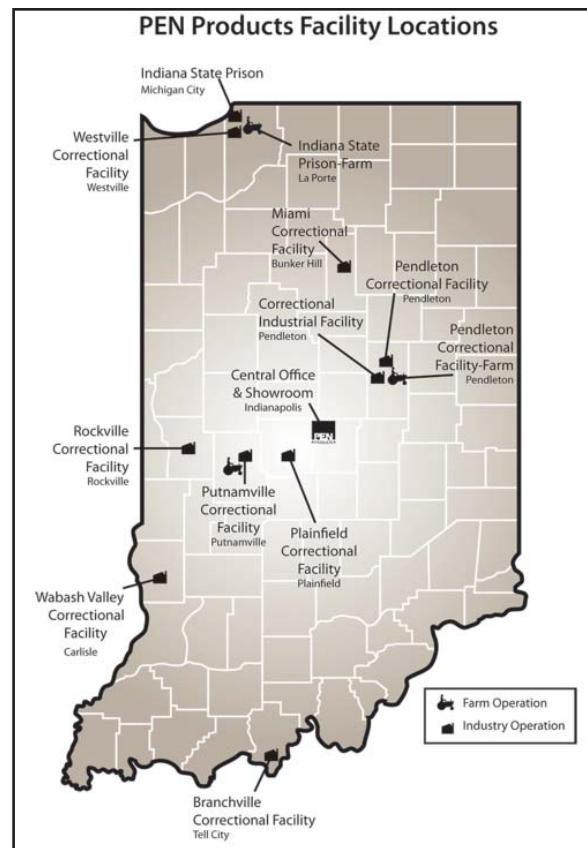 PEN Products Facility Locations
Indiana State Prison
Michigan City
Westville
Correctional
Facility
Westville
Indiana State
Prison-Farm
La Porte
Miami
Correctional
Facility
Bunker Hill
Pendleton
Correctional Facility
Pendleton
Correctional
Industrial Facility
Pendleton
Pendleton
Correctional
Facility-Farm
Pendleton
Central Office
& Showroom
Indianapolis
PEN
Rockville
Correctional
Facility
Rockville
Putnamville
Correctional
Facility
Putnamville
Plainfield
Correctional
Facility
Plainfield
Wabash Valley
Correctional
Facility
Carlisle
Farm Operation
Industry Operation
Branchville
Correctional Facility
Tell City